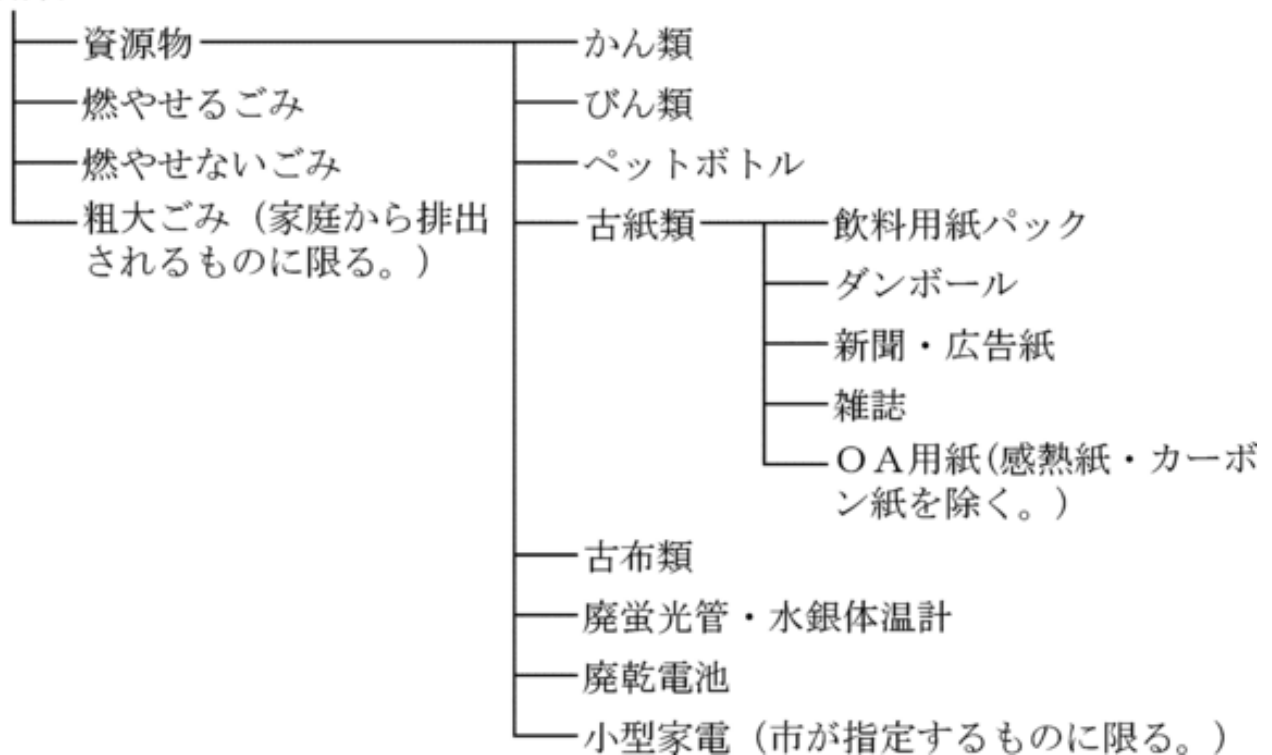 資源物
燃やせるごみ
燃やせないごみ
粗大ごみ（家庭から排出
されるものに限る。）
かん類
びん類
ペットボトル
古紙類
飲料用紙パック
ダンボール
新聞・広告紙
雑誌
ＯＡ用紙(感熱紙・カーボ
ン紙を除く。)
古布類
廃蛍光管・水銀体温計
廃乾電池
小型家電（市が指定するものに限る。）